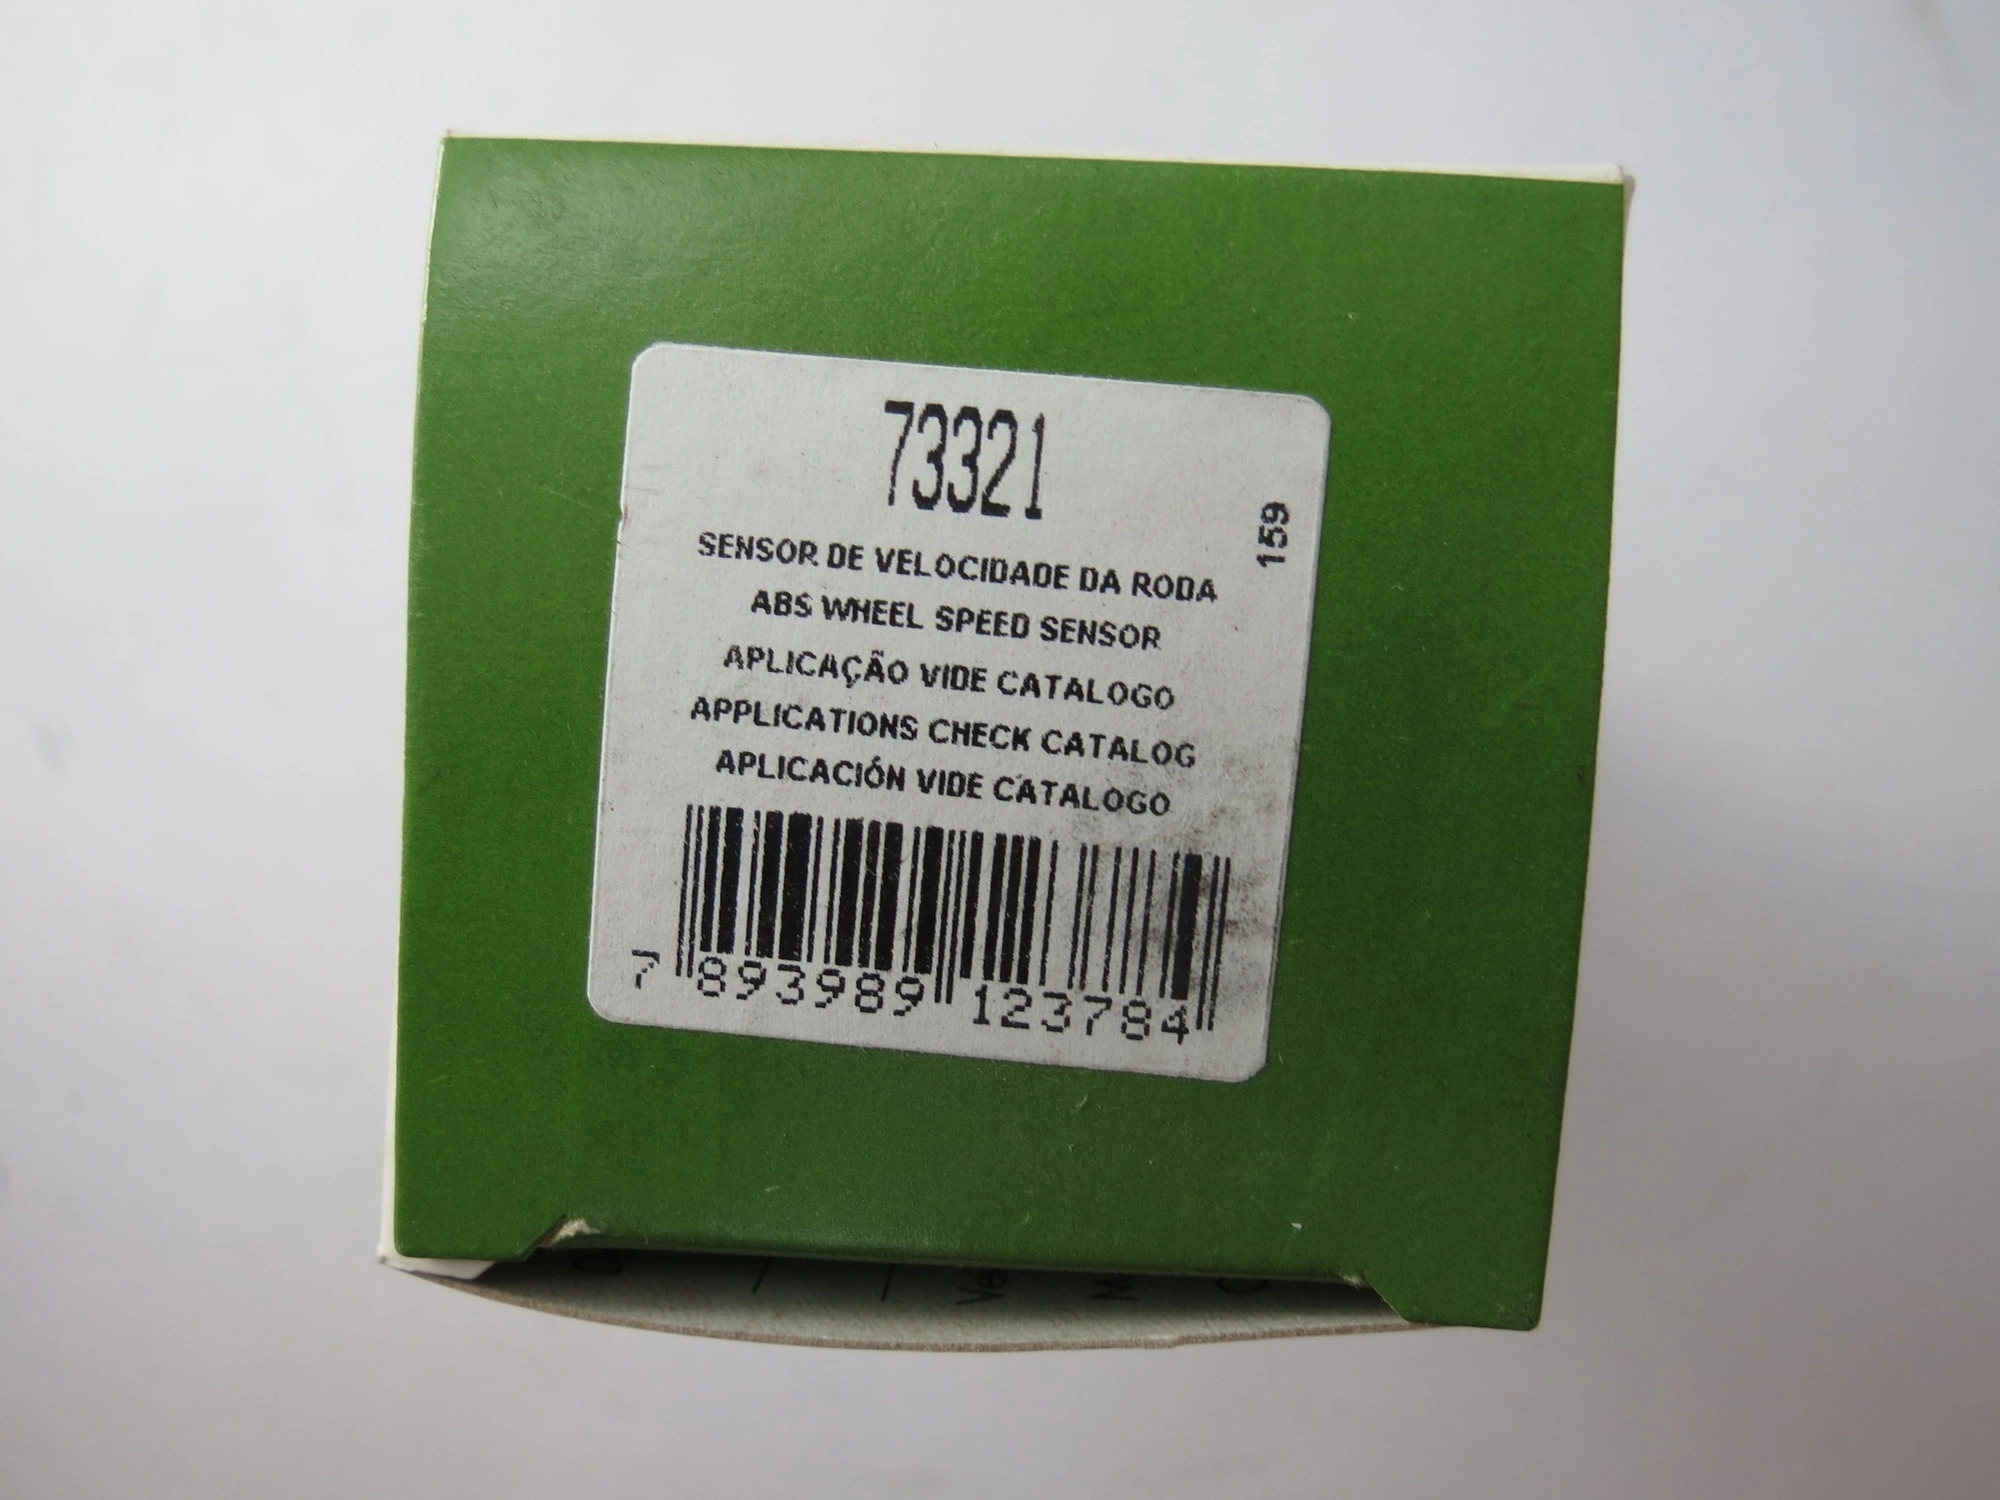 73321
159
SENSOR DE VELOCIDADE DA RODA
ABS WHEEL SPEED SENSOR
APLICAÇÃO VIDE CATALOGO
APPLICATIONS CHECK CATALOG
APLICACIÓN VIDE CATALOGO
7 893989 123784